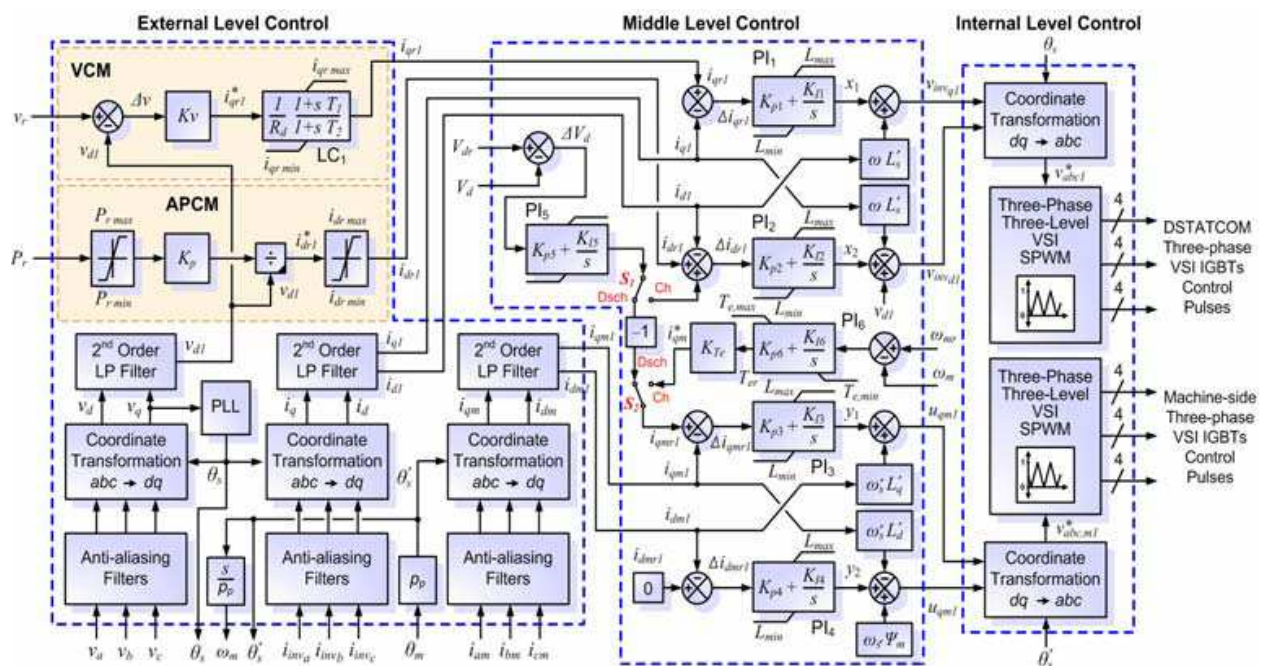 External Level Control
Middle Level Control
Internal Level Control
VCM
v_r
Δv
v_d1
Kv
i*_qr1
i_qr max
1/R_d (1+s T_1)/(1+s T_2)
i_qr min
LC_1
i_qr1
APCM
P_r
P_r max
P_r min
K_p
i*_dr1
÷
v_d1
i_dr max
i_dr min
i_dr1
2nd Order
LP Filter
v_d1
2nd Order
LP Filter
i_q1
i_d1
2nd Order
LP Filter
i_qm1
i_dm1
v_d
v_q
PLL
i_q
i_d
i_qm
i_dm
Coordinate
Transformation
abc → dq
θ_s
Coordinate
Transformation
abc → dq
θ'_s
Coordinate
Transformation
abc → dq
Anti-aliasing
Filters
s/p_p
Anti-aliasing
Filters
p_p
Anti-aliasing
Filters
v_a
v_b
v_c
θ_s
ω_m
θ'_s
i_inv_a
i_inv_b
i_inv_c
θ_m
i_am
i_bm
i_cm
V_dr
V_d
ΔV_d
PI_5
K_p5 + K_I5/s
S_1
Dsch
Ch
-1
Dsch
S_2
Ch
i_qr1
i_q1
Δi_qr1
PI_1
L_max
K_p1 + K_I1/s
L_min
x_1
v_inv_q1
ω L'_s
i_d1
ω L'_s
i_dr1
Δi_dr1
PI_2
L_max
K_p2 + K_I2/s
L_min
x_2
v_inv_d1
v_d1
i*_qm
K_Te
T_e,max
K_p6 + K_I6/s
PI_6
T_er
T_e,min
ω_mo
ω_m
i_qmr1
Δi_qmr1
L_max
K_p3 + K_I3/s
L_min
PI_3
y_1
u_qm1
i_qm1
ω'_s L'_q
i_dm1
ω'_s L'_d
i_dmr1
0
Δi_dmr1
L_max
K_p4 + K_I4/s
L_min
PI_4
y_2
u_qm1
ω_s' Ψ_m
θ_s
Coordinate
Transformation
dq → abc
v*_abc1
Three-Phase
Three-Level
VSI
SPWM
4
4
4
DSTATCOM
Three-phase
VSI IGBTs
Control
Pulses
Three-Phase
Three-Level
VSI
SPWM
4
4
4
Machine-side
Three-phase
VSI IGBTs
Control
Pulses
v*_abc,m1
Coordinate
Transformation
dq → abc
θ'_s